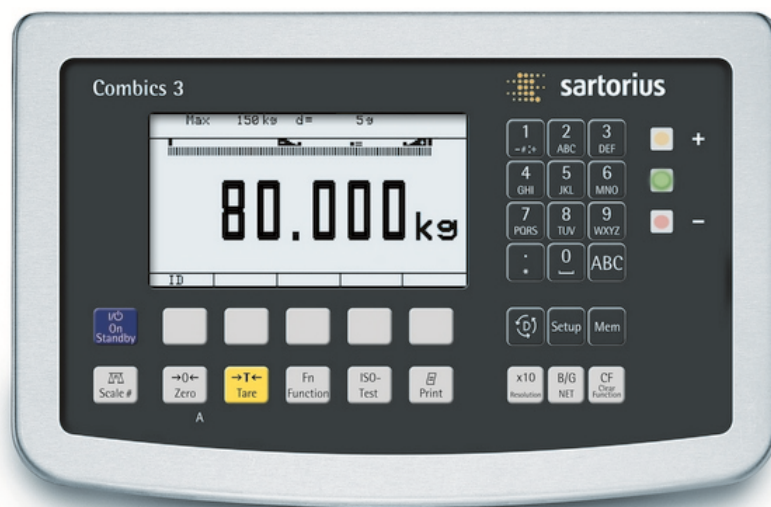 Combics 3
sartorius
Max 150 kg d= 5 g
80.000 kg
ID
1 2 3
-#:+ ABC DEF
4 5 6
GHI JKL MNO
7 8 9
PQRS TUV WXYZ
. 0 ABC
*
+
−
I/⏻
On
Standby
D Setup Mem
Scale #
→0←
Zero
→T←
Tare
Fn
Function
ISO-
Test
Print
x10
Resolution
B/G
NET
CF
Clear
Function
A